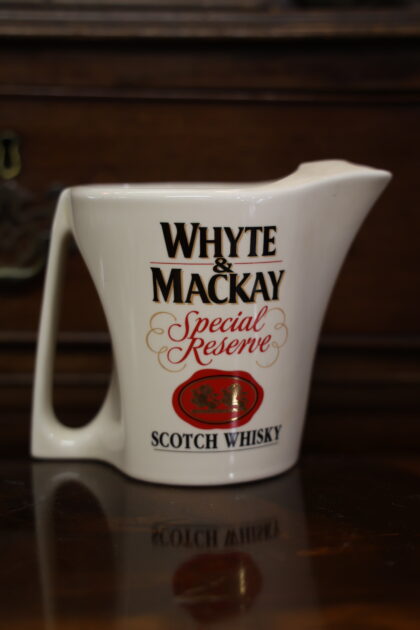 WHYTE
&
MACKAY
Special
Reserve
SCOTCH WHISKY